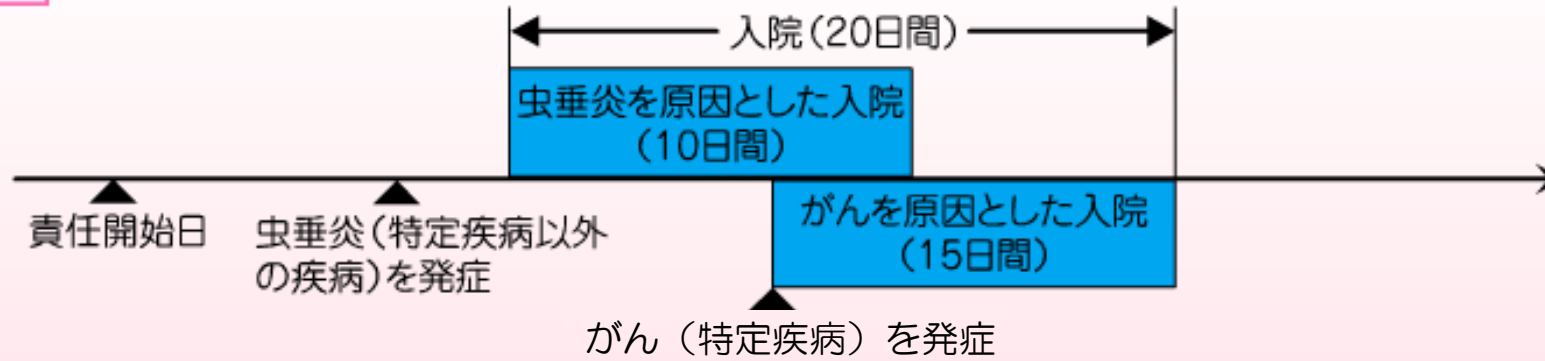 入院（20日間）
虫垂炎を原因とした入院
（10日間）
責任開始日
虫垂炎（特定疾病以外
の疾病）を発症
がんを原因とした入院
（15日間）
がん（特定疾病）を発症